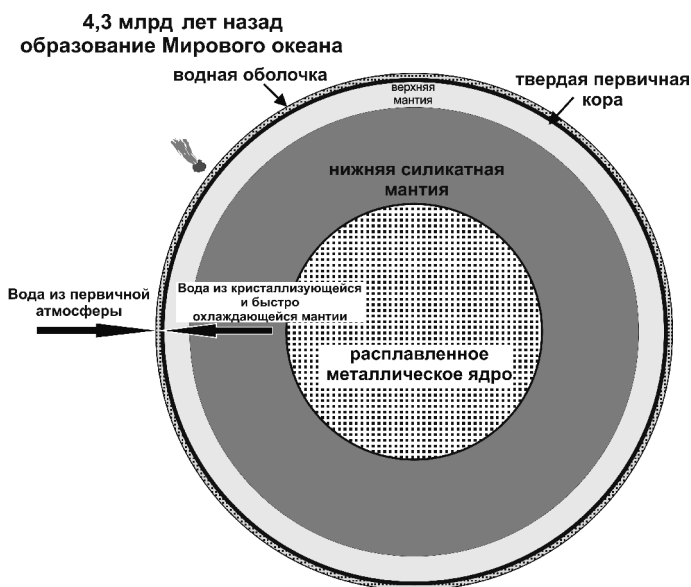 4,3 млрд лет назад
образование Мирового океана
водная оболочка
твердая первичная
кора
верхняя
мантия
нижняя силикатная
мантия
Вода из первичной
атмосферы
Вода из кристаллизующейся
и быстро
охлаждающейся мантии
расплавленное
металлическое ядро